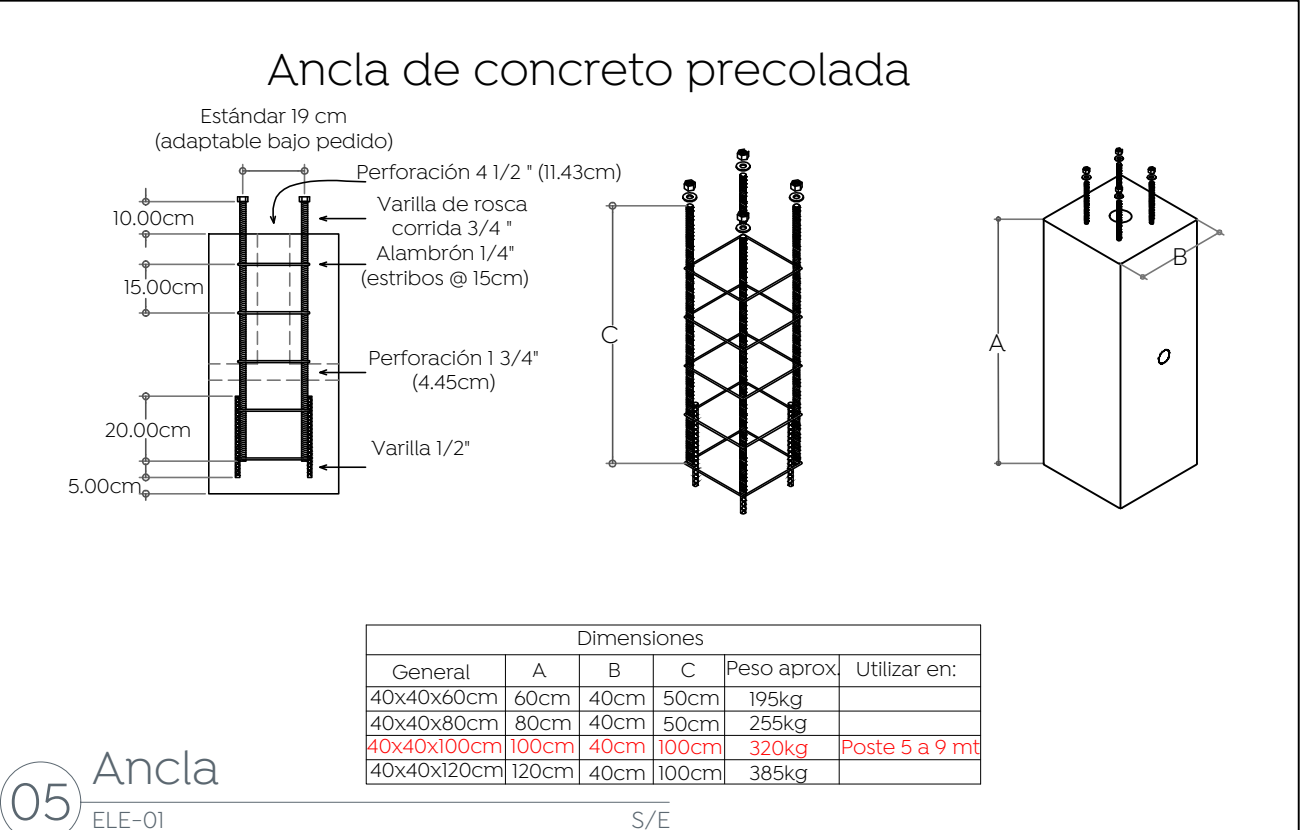 Ancla de concreto precolada
Estándar 19 cm
(adaptable bajo pedido)
Perforación 4 1/2 " (11.43cm)
10.00cm
Varilla de rosca
corrida 3/4 "
Alambrón 1/4"
(estribos @ 15cm)
15.00cm
Perforación 1 3/4"
(4.45cm)
20.00cm
Varilla 1/2"
5.00cm
C
A
B
Dimensiones
General A B C Peso aprox. Utilizar en:
40x40x60cm 60cm 40cm 50cm 195kg
40x40x80cm 80cm 40cm 50cm 255kg
40x40x100cm 100cm 40cm 100cm 320kg Poste 5 a 9 mt
40x40x120cm 120cm 40cm 100cm 385kg
05 Ancla
ELE-01 S/E